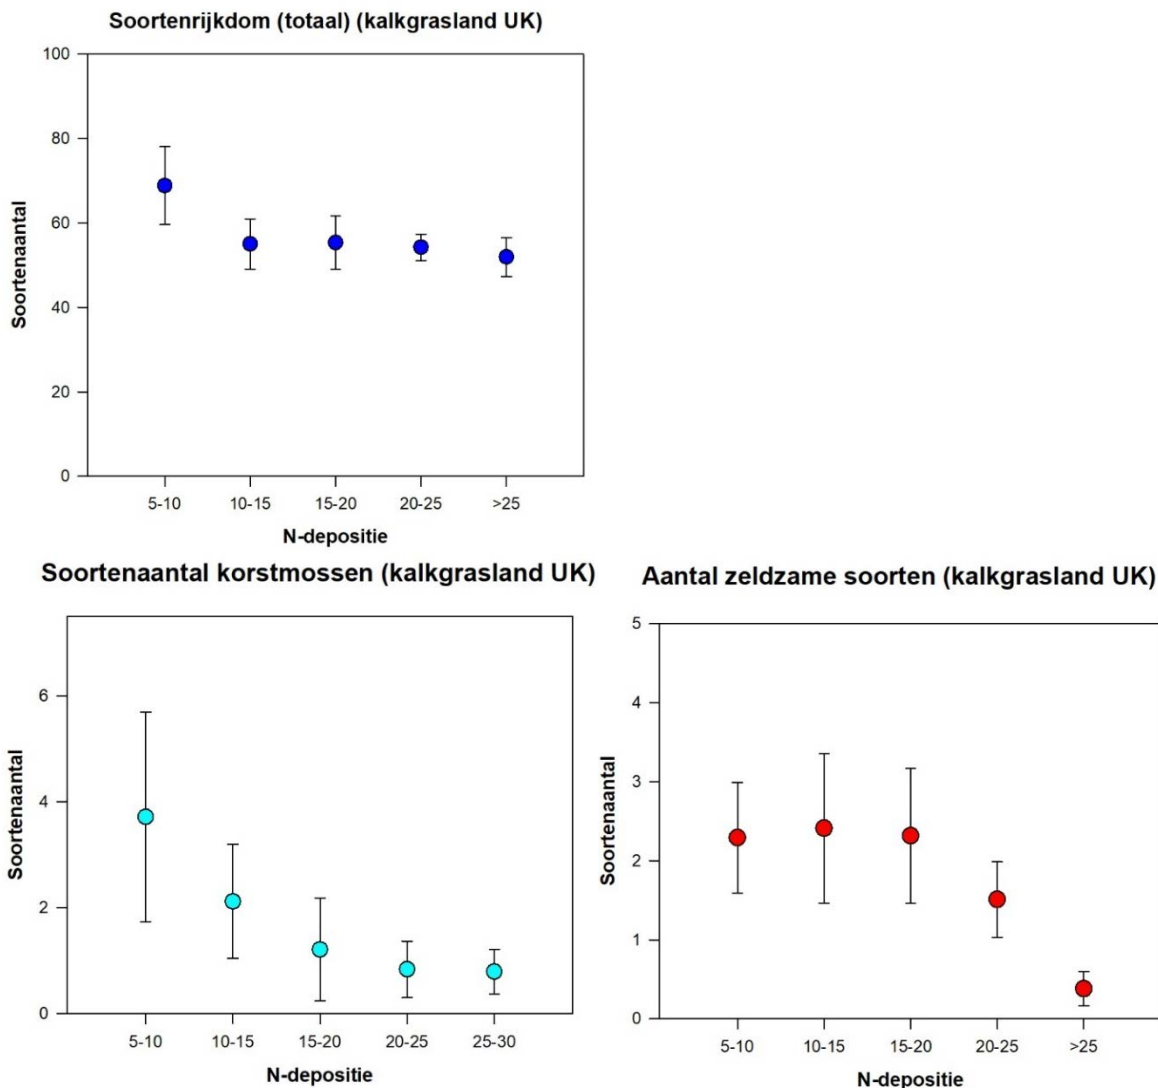 Soortenrijkdom (totaal) (kalkgrasland UK)
100
80
60
40
20
0
Soortenaantal
5-10 10-15 15-20 20-25 >25
N-depositie
Soortenaantal korstmossen (kalkgrasland UK)
6
4
2
0
Soortenaantal
5-10 10-15 15-20 20-25 25-30
N-depositie
Aantal zeldzame soorten (kalkgrasland UK)
5
4
3
2
1
0
Soortenaantal
5-10 10-15 15-20 20-25 >25
N-depositie